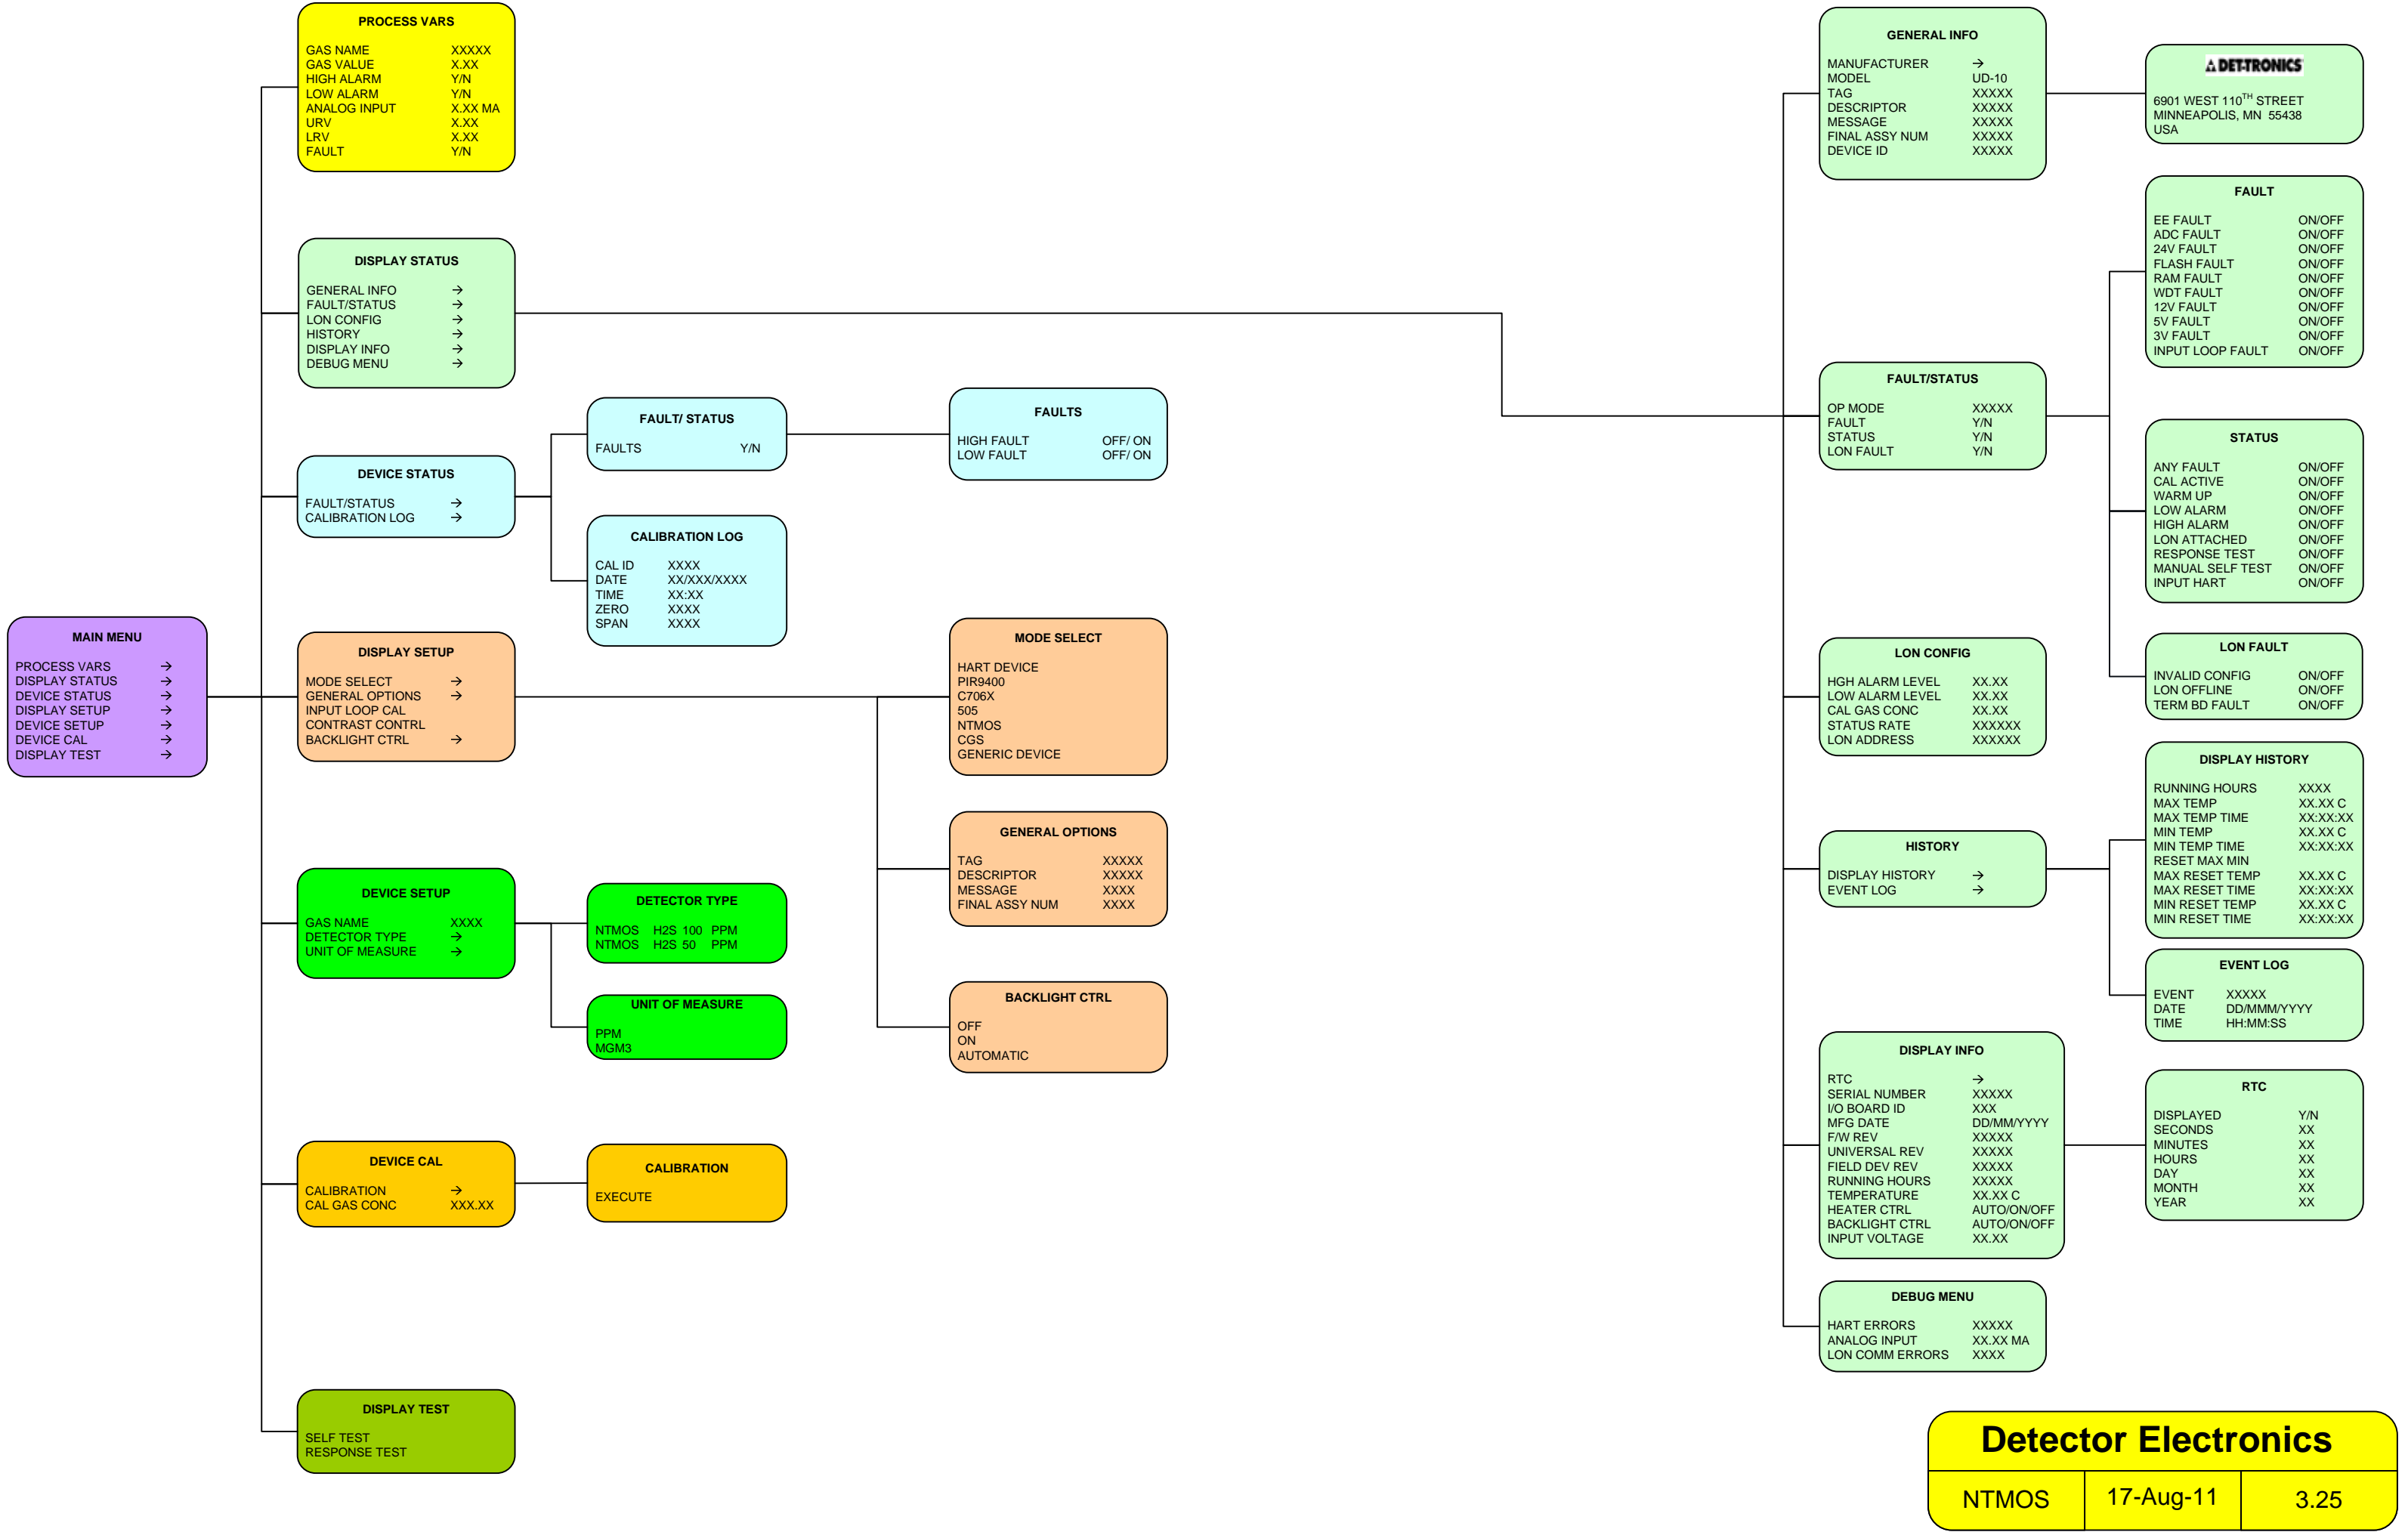 PROCESS VARS
GAS NAME XXXXX
GAS VALUE X.XX
HIGH ALARM Y/N
LOW ALARM Y/N
ANALOG INPUT X.XX MA
URV X.XX
LRV X.XX
FAULT Y/N
DISPLAY STATUS
GENERAL INFO →
FAULT/STATUS →
LON CONFIG →
HISTORY →
DISPLAY INFO →
DEBUG MENU →
DEVICE STATUS
FAULT/STATUS →
CALIBRATION LOG →
FAULT/ STATUS
FAULTS Y/N
FAULTS
HIGH FAULT OFF/ ON
LOW FAULT OFF/ ON
CALIBRATION LOG
CAL ID XXXX
DATE XX/XXX/XXXX
TIME XX:XX
ZERO XXXX
SPAN XXXX
MAIN MENU
PROCESS VARS →
DISPLAY STATUS →
DEVICE STATUS →
DISPLAY SETUP →
DEVICE SETUP →
DEVICE CAL →
DISPLAY TEST →
DISPLAY SETUP
MODE SELECT →
GENERAL OPTIONS →
INPUT LOOP CAL
CONTRAST CONTRL
BACKLIGHT CTRL →
MODE SELECT
HART DEVICE
PIR9400
C706X
505
NTMOS
CGS
GENERIC DEVICE
GENERAL OPTIONS
TAG XXXXX
DESCRIPTOR XXXXX
MESSAGE XXXX
FINAL ASSY NUM XXXX
BACKLIGHT CTRL
OFF
ON
AUTOMATIC
DEVICE SETUP
GAS NAME XXXX
DETECTOR TYPE →
UNIT OF MEASURE →
DETECTOR TYPE
NTMOS H2S 100 PPM
NTMOS H2S 50 PPM
UNIT OF MEASURE
PPM
MGM3
DEVICE CAL
CALIBRATION →
CAL GAS CONC XXX.XX
CALIBRATION
EXECUTE
DISPLAY TEST
SELF TEST
RESPONSE TEST
GENERAL INFO
MANUFACTURER →
MODEL UD-10
TAG XXXXX
DESCRIPTOR XXXXX
MESSAGE XXXXX
FINAL ASSY NUM XXXXX
DEVICE ID XXXXX
DET-TRONICS
6901 WEST 110TH STREET
MINNEAPOLIS, MN 55438
USA
FAULT/STATUS
OP MODE XXXXX
FAULT Y/N
STATUS Y/N
LON FAULT Y/N
FAULT
EE FAULT ON/OFF
ADC FAULT ON/OFF
24V FAULT ON/OFF
FLASH FAULT ON/OFF
RAM FAULT ON/OFF
WDT FAULT ON/OFF
12V FAULT ON/OFF
5V FAULT ON/OFF
3V FAULT ON/OFF
INPUT LOOP FAULT ON/OFF
STATUS
ANY FAULT ON/OFF
CAL ACTIVE ON/OFF
WARM UP ON/OFF
LOW ALARM ON/OFF
HIGH ALARM ON/OFF
LON ATTACHED ON/OFF
RESPONSE TEST ON/OFF
MANUAL SELF TEST ON/OFF
INPUT HART ON/OFF
LON FAULT
INVALID CONFIG ON/OFF
LON OFFLINE ON/OFF
TERM BD FAULT ON/OFF
LON CONFIG
HGH ALARM LEVEL XX.XX
LOW ALARM LEVEL XX.XX
CAL GAS CONC XX.XX
STATUS RATE XXXXXX
LON ADDRESS XXXXXX
HISTORY
DISPLAY HISTORY →
EVENT LOG →
DISPLAY HISTORY
RUNNING HOURS XXXX
MAX TEMP XX.XX C
MAX TEMP TIME XX:XX:XX
MIN TEMP XX.XX C
MIN TEMP TIME XX:XX:XX
RESET MAX MIN
MAX RESET TEMP XX.XX C
MAX RESET TIME XX:XX:XX
MIN RESET TEMP XX.XX C
MIN RESET TIME XX:XX:XX
EVENT LOG
EVENT XXXXX
DATE DD/MMM/YYYY
TIME HH:MM:SS
DISPLAY INFO
RTC →
SERIAL NUMBER XXXXX
I/O BOARD ID XXX
MFG DATE DD/MM/YYYY
F/W REV XXXXX
UNIVERSAL REV XXXXX
FIELD DEV REV XXXXX
RUNNING HOURS XXXXX
TEMPERATURE XX.XX C
HEATER CTRL AUTO/ON/OFF
BACKLIGHT CTRL AUTO/ON/OFF
INPUT VOLTAGE XX.XX
RTC
DISPLAYED Y/N
SECONDS XX
MINUTES XX
HOURS XX
DAY XX
MONTH XX
YEAR XX
DEBUG MENU
HART ERRORS XXXXX
ANALOG INPUT XX.XX MA
LON COMM ERRORS XXXX
Detector Electronics
NTMOS 17-Aug-11 3.25